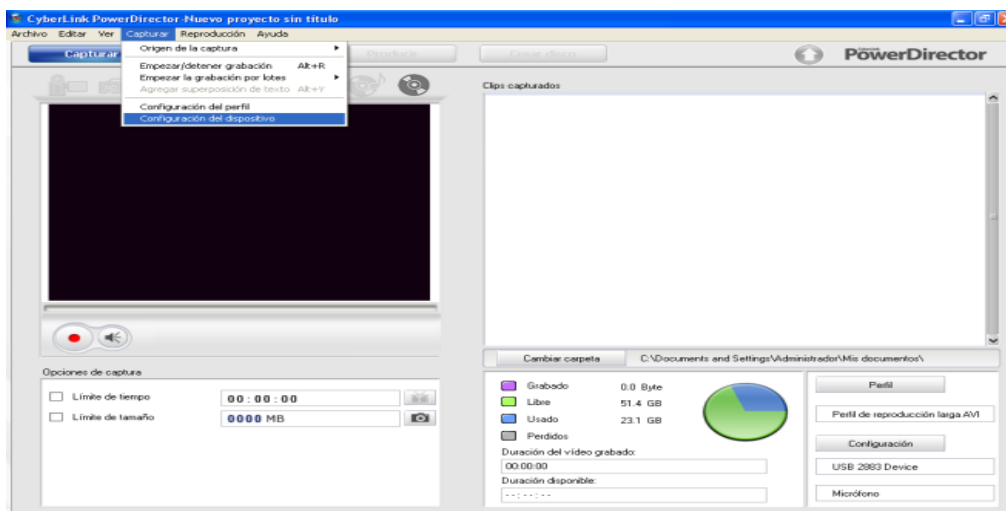 CyberLink PowerDirector-Nuevo proyecto sin título
Archivo Editar Ver Capturar Reproducción Ayuda
Capturar
Producir
Crear disco
PowerDirector
Origen de la captura
Empezar/detener grabación Alt+R
Empezar la grabación por lotes
Agregar superposición de texto Alt+Y
Configuración del perfil
Configuración del dispositivo
Clips capturados
Cambiar carpeta C:\Documents and Settings\Administrador\Mis documentos\
Opciones de captura
Límite de tiempo 00:00:00
Límite de tamaño 0000 MB
Grabado 0.0 Byte
Libre 51.4 GB
Usado 23.1 GB
Perdidos
Duración del vídeo grabado:
00:00:00
Duración disponible:
--:--:--
Perfil
Perfil de reproducción larga AVI
Configuración
USB 2883 Device
Micrófono